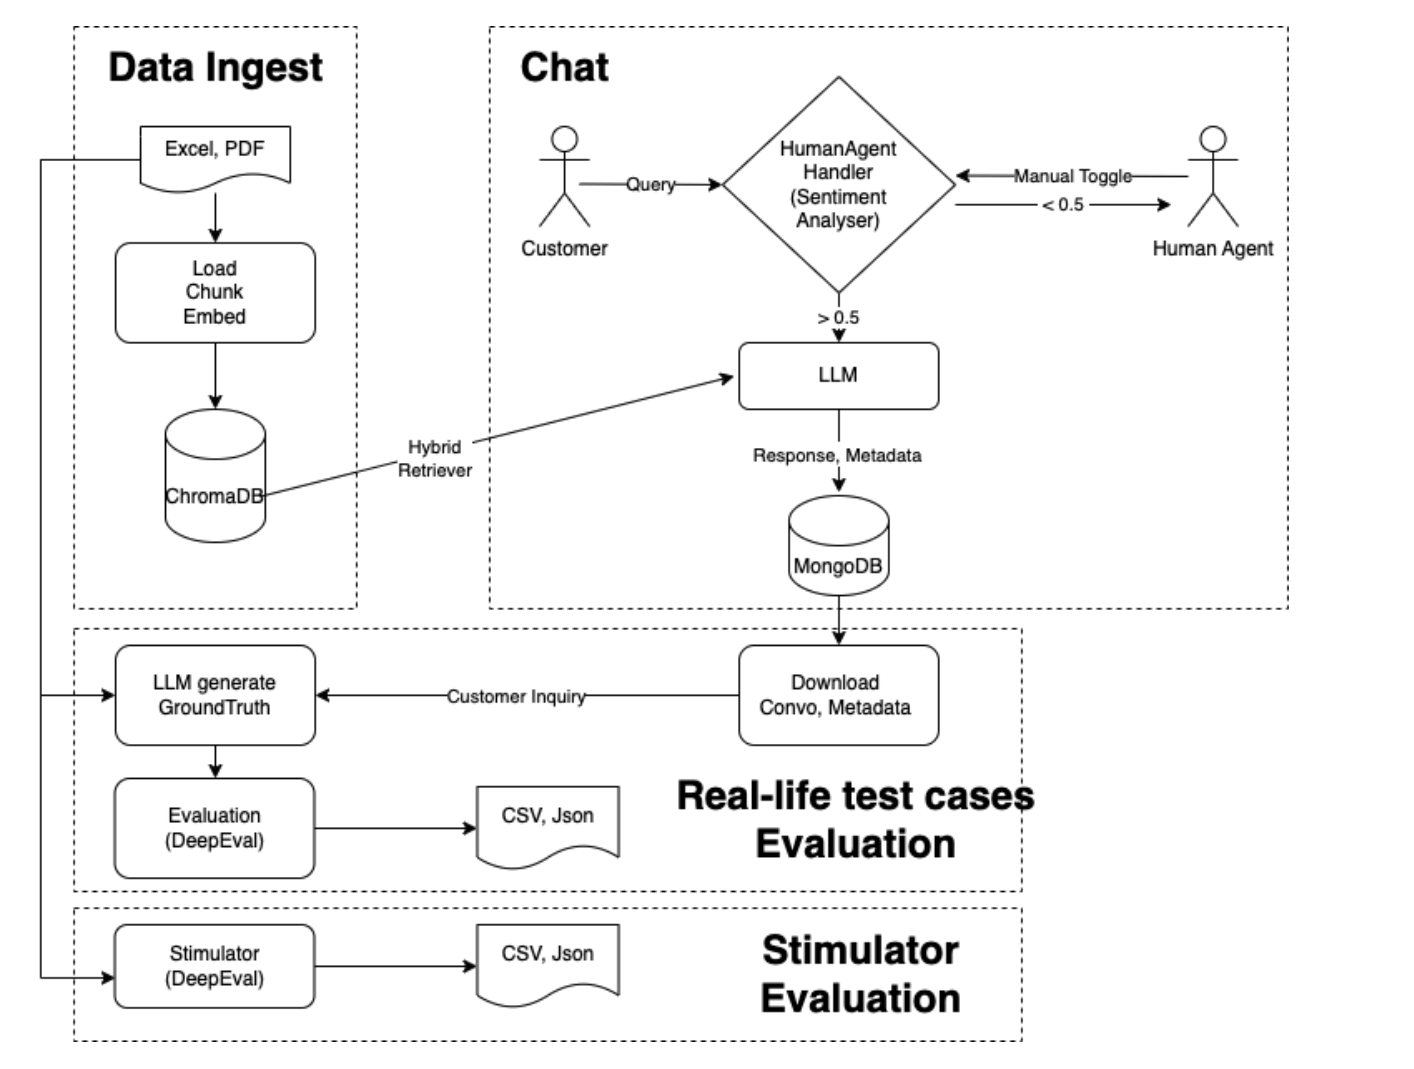 Data Ingest
Excel, PDF
Load
Chunk
Embed
ChromaDB
Hybrid
Retriever
Chat
Customer
Query
HumanAgent
Handler
(Sentiment
Analyser)
Manual Toggle
< 0.5
Human Agent
> 0.5
LLM
Response, Metadata
MongoDB
LLM generate
GroundTruth
Customer Inquiry
Download
Convo, Metadata
Evaluation
(DeepEval)
CSV, Json
Real-life test cases
Evaluation
Stimulator
(DeepEval)
CSV, Json
Stimulator
Evaluation